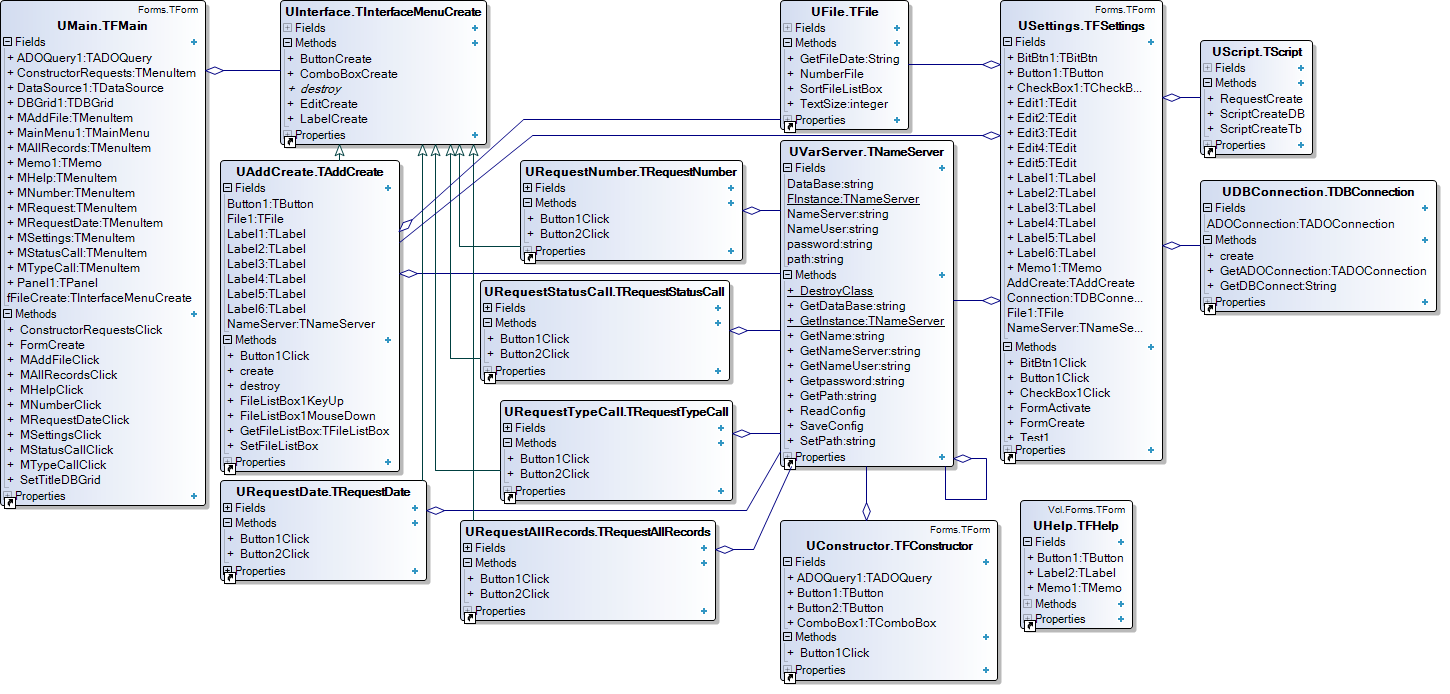 Forms.TForm
UMain.TFMain
Fields
+ ADOQuery1:TADOQuery
+ ConstructorRequests:TMenuItem
+ DataSource1:TDataSource
+ DBGrid1:TDBGrid
+ MAddFile:TMenuItem
+ MainMenu1:TMainMenu
+ MAllRecords:TMenuItem
+ Memo1:TMemo
+ MHelp:TMenuItem
+ MNumber:TMenuItem
+ MRequest:TMenuItem
+ MRequestDate:TMenuItem
+ MSettings:TMenuItem
+ MStatusCall:TMenuItem
+ MTypeCall:TMenuItem
+ Panel1:TPanel
fFileCreate:TInterfaceMenuCreate
Methods
+ ConstructorRequestsClick
+ FormCreate
+ MAddFileClick
+ MAllRecordsClick
+ MHelpClick
+ MNumberClick
+ MRequestDateClick
+ MSettingsClick
+ MStatusCallClick
+ MTypeCallClick
+ SetTitleDBGrid
Properties
UInterface.TInterfaceMenuCreate
Fields
Methods
+ ButtonCreate
+ ComboBoxCreate
+ destroy
+ EditCreate
+ LabelCreate
Properties
UAddCreate.TAddCreate
Fields
Button1:TButton
File1:TFile
Label1:TLabel
Label2:TLabel
Label3:TLabel
Label4:TLabel
Label5:TLabel
Label6:TLabel
NameServer:TNameServer
Methods
+ Button1Click
+ create
+ destroy
+ FileListBox1KeyUp
+ FileListBox1MouseDown
+ GetFileListBox:TFileListBox
+ SetFileListBox
Properties
URequestDate.TRequestDate
Fields
Methods
+ Button1Click
+ Button2Click
Properties
URequestNumber.TRequestNumber
Fields
Methods
+ Button1Click
+ Button2Click
Properties
URequestStatusCall.TRequestStatusCall
Fields
Methods
+ Button1Click
+ Button2Click
Properties
URequestTypeCall.TRequestTypeCall
Fields
Methods
+ Button1Click
+ Button2Click
Properties
URequestAllRecords.TRequestAllRecords
Fields
Methods
+ Button1Click
+ Button2Click
Properties
UFile.TFile
Fields
Methods
+ GetFileDate:String
+ NumberFile
+ SortFileListBox
+ TextSize:integer
Properties
UVarServer.TNameServer
Fields
DataBase:string
FInstance:TNameServer
NameServer:string
NameUser:string
password:string
path:string
Methods
+ DestroyClass
+ GetDataBase:string
+ GetInstance:TNameServer
+ GetName:string
+ GetNameServer:string
+ GetNameUser:string
+ Getpassword:string
+ GetPath:string
+ ReadConfig
+ SaveConfig
+ SetPath:string
Properties
Forms.TForm
UConstructor.TFConstructor
Fields
+ ADOQuery1:TADOQuery
+ Button1:TButton
+ Button2:TButton
+ ComboBox1:TComboBox
Methods
+ Button1Click
Properties
Forms.TForm
USettings.TFSettings
Fields
+ BitBtn1:TBitBtn
+ Button1:TButton
+ CheckBox1:TCheckB...
+ Edit1:TEdit
+ Edit2:TEdit
+ Edit3:TEdit
+ Edit4:TEdit
+ Edit5:TEdit
+ Label1:TLabel
+ Label2:TLabel
+ Label3:TLabel
+ Label4:TLabel
+ Label5:TLabel
+ Label6:TLabel
+ Memo1:TMemo
AddCreate:TAddCreate
Connection:TDBConne...
File1:TFile
NameServer:TNameSe...
Methods
+ BitBtn1Click
+ Button1Click
+ CheckBox1Click
+ FormActivate
+ FormCreate
+ Test1
Properties
UScript.TScript
Fields
Methods
+ RequestCreate
+ ScriptCreateDB
+ ScriptCreateTb
Properties
UDBConnection.TDBConnection
Fields
ADOConnection:TADOConnection
Methods
+ create
+ GetADOConnection:TADOConnection
+ GetDBConnect:String
Properties
Vcl.Forms.TForm
UHelp.TFHelp
Fields
+ Button1:TButton
+ Label2:TLabel
+ Memo1:TMemo
Methods
Properties